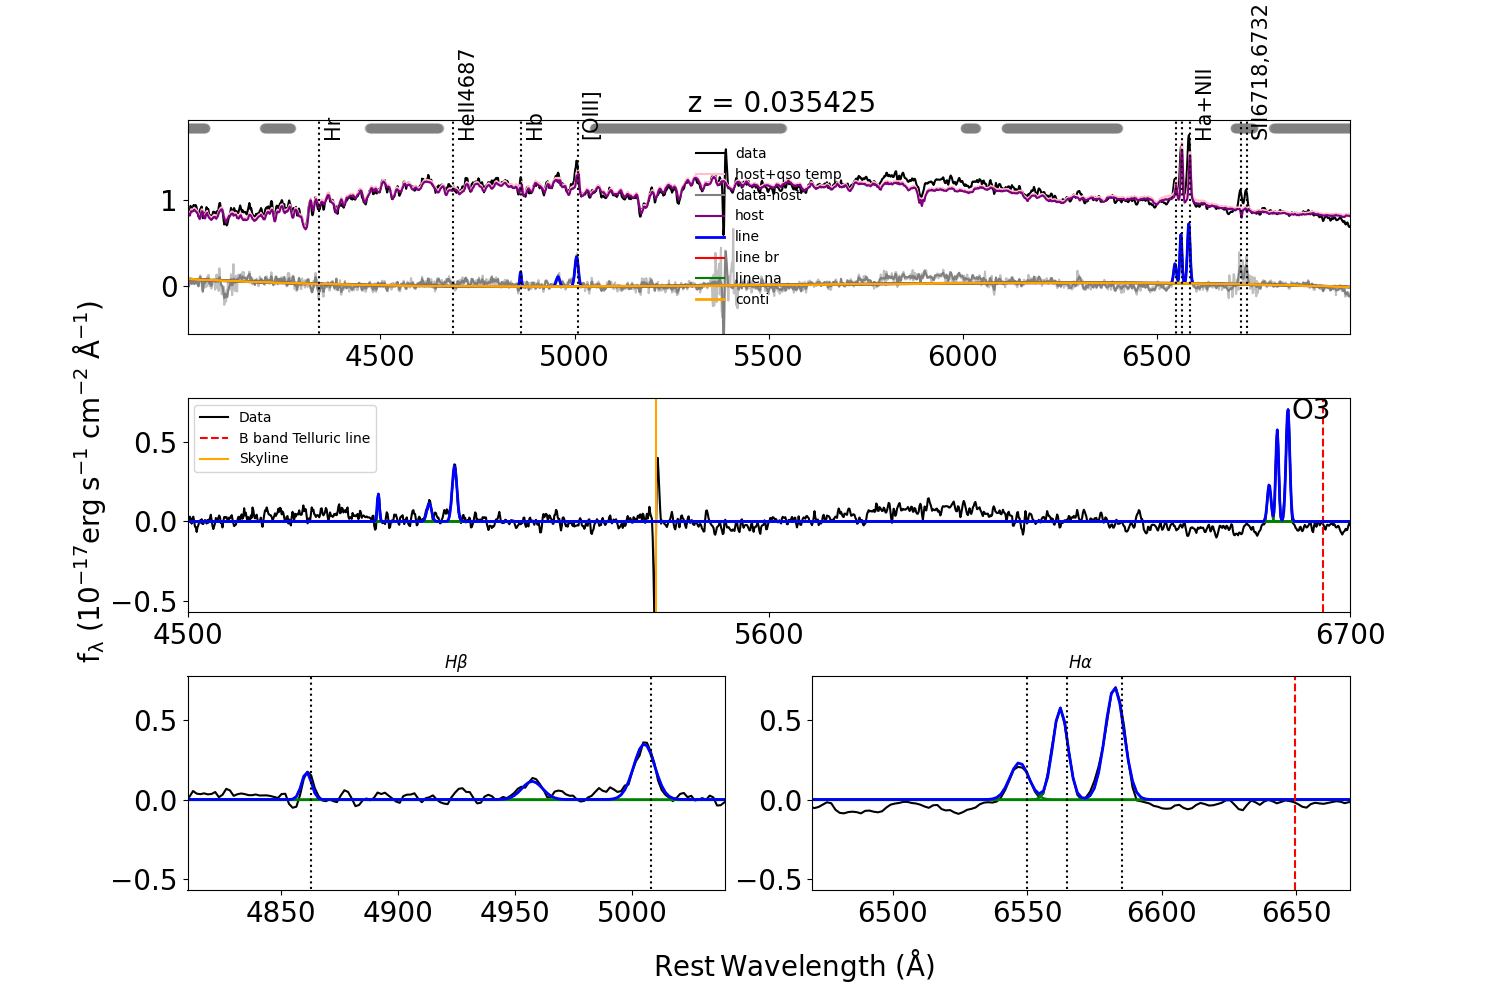 z = 0.035425
Hr
HeII4687
Hb
[OIII]
Ha+NII
SII6718,6732
data
host+qso temp
data-host
host
line
line br
line na
conti
1
0
4500 5000 5500 6000 6500
fλ (10⁻¹⁷erg s⁻¹ cm⁻² Å⁻¹)
Data
B band Telluric line
Skyline
O3
0.5
0.0
−0.5
4500 5600 6700
Hβ
0.5
0.0
−0.5
4850 4900 4950 5000
Hα
0.5
0.0
−0.5
6500 6550 6600 6650
Rest Wavelength (Å)